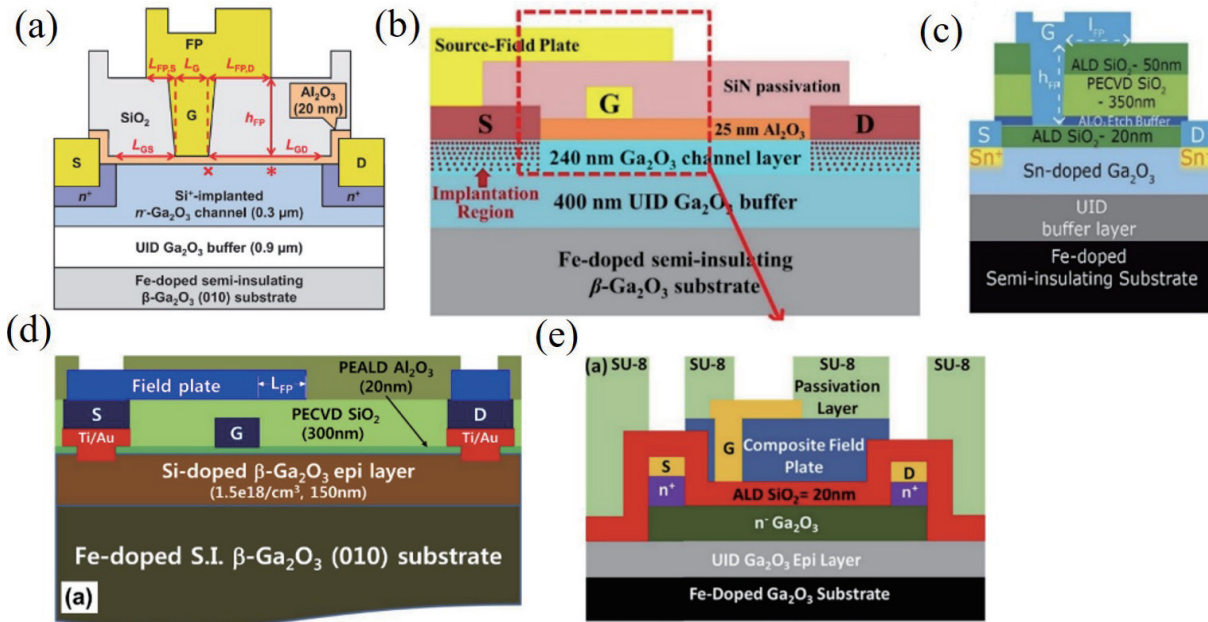 (a)
FP
L_FP,S
L_G
L_FP,D
Al₂O₃
(20 nm)
SiO₂
G
h_FP
L_GS
L_GD
S
D
×
*
n⁺
n⁺
Si⁺-implanted
n⁻-Ga₂O₃ channel (0.3 µm)
UID Ga₂O₃ buffer (0.9 µm)
Fe-doped semi-insulating
β-Ga₂O₃ (010) substrate
(b)
Source-Field Plate
SiN passivation
G
S
25 nm Al₂O₃
D
240 nm Ga₂O₃ channel layer
Implantation
Region
400 nm UID Ga₂O₃ buffer
Fe-doped semi-insulating
β-Ga₂O₃ substrate
(c)
G
l_FP
h_FP
ALD SiO₂- 50nm
PECVD SiO₂
- 350nm
Etch Buffer
S
ALD SiO₂- 20nm
D
Sn⁺
Sn⁺
Sn-doped Ga₂O₃
UID
buffer layer
Fe-doped
Semi-insulating Substrate
(d)
Field plate
L_FP
PEALD Al₂O₃
(20nm)
S
PECVD SiO₂
(300nm)
D
Ti/Au
G
Ti/Au
Si-doped β-Ga₂O₃ epi layer
(1.5e18/cm³, 150nm)
Fe-doped S.I. β-Ga₂O₃ (010) substrate
(a)
(e)
(a)
SU-8
SU-8
SU-8
SU-8
Passivation
Layer
G
Composite Field
Plate
S
D
n⁺
n⁺
ALD SiO₂= 20nm
n⁻ Ga₂O₃
UID Ga₂O₃ Epi Layer
Fe-Doped Ga₂O₃ Substrate